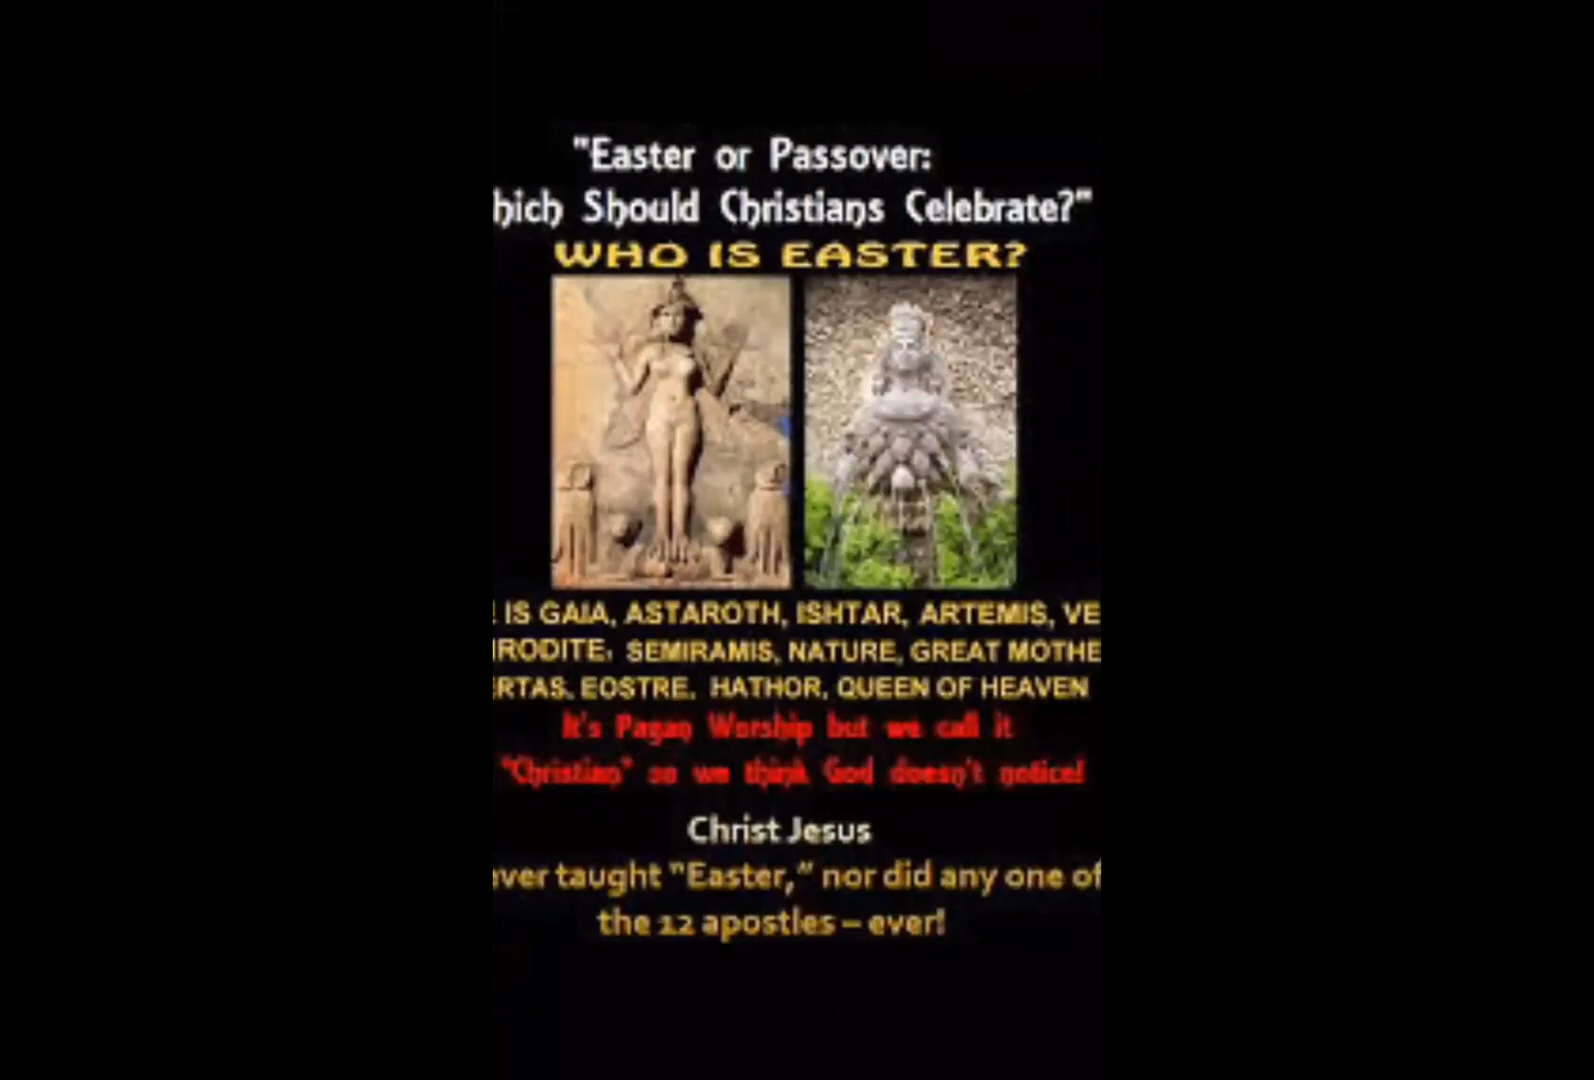 "Easter or Passover:
hich Should Christians Celebrate?"
WHO IS EASTER?
IS GAIA, ASTAROTH, ISHTAR, ARTEMIS, VE
RODITE, SEMIRAMIS, NATURE, GREAT MOTHE
RTAS, EOSTRE, HATHOR, QUEEN OF HEAVEN
It's Pagan Worship but we call it
"Christian" so we think God doesn't notice!
Christ Jesus
ver taught "Easter," nor did any one of
the 12 apostles – ever!